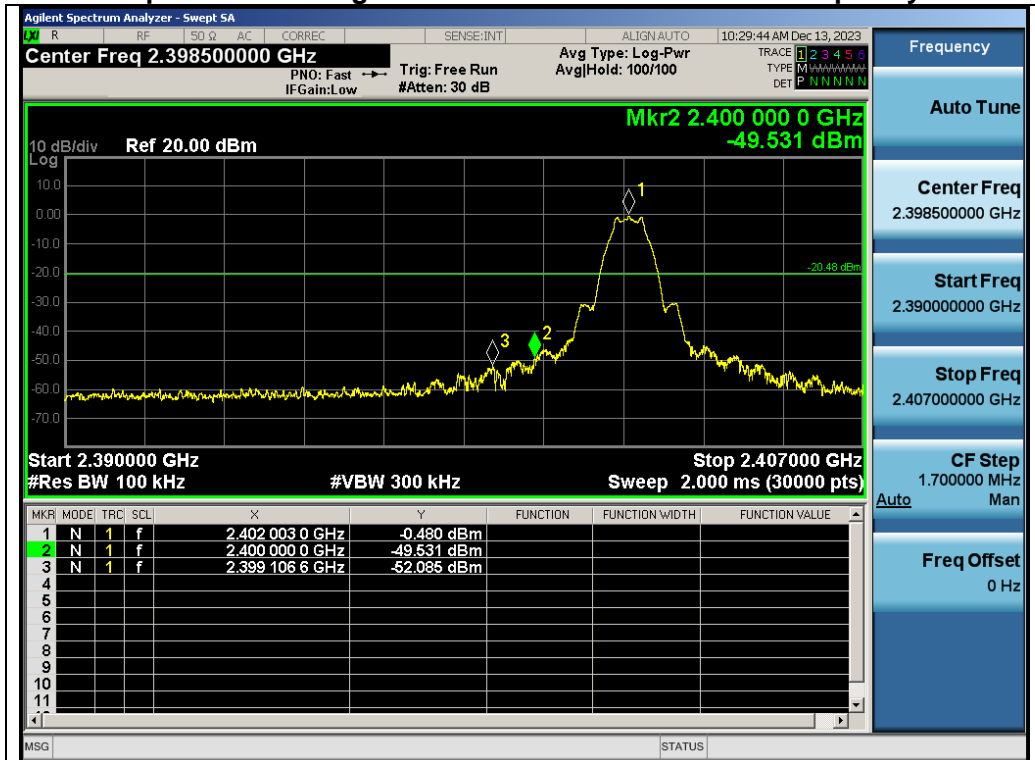 Agilent Spectrum Analyzer - Swept SA
LXI R RF 50 Ω AC CORREC SENSE:INT ALIGN AUTO 10:29:44 AM Dec 13, 2023
Center Freq 2.398500000 GHz
PNO: Fast
IFGain:Low
Trig: Free Run
#Atten: 30 dB
Avg Type: Log-Pwr
Avg|Hold: 100/100
TRACE 1 2 3 4 5 6
TYPE M WWWWW
DET P N N N N N
Mkr2 2.400 000 0 GHz
-49.531 dBm
10 dB/div Ref 20.00 dBm
Log
10.0
0.00
-10.0
-20.0
-30.0
-40.0
-50.0
-60.0
-70.0
1
-20.48 dBm
2
3
Start 2.390000 GHz Stop 2.407000 GHz
#Res BW 100 kHz #VBW 300 kHz Sweep 2.000 ms (30000 pts)
MKR MODE TRC SCL X Y FUNCTION FUNCTION WIDTH FUNCTION VALUE
1 N 1 f 2.402 003 0 GHz -0.480 dBm
2 N 1 f 2.400 000 0 GHz -49.531 dBm
3 N 1 f 2.399 106 6 GHz -52.085 dBm
4
5
6
7
8
9
10
11
MSG STATUS
Frequency
Auto Tune
Center Freq
2.398500000 GHz
Start Freq
2.390000000 GHz
Stop Freq
2.407000000 GHz
CF Step
1.700000 MHz
Auto Man
Freq Offset
0 Hz